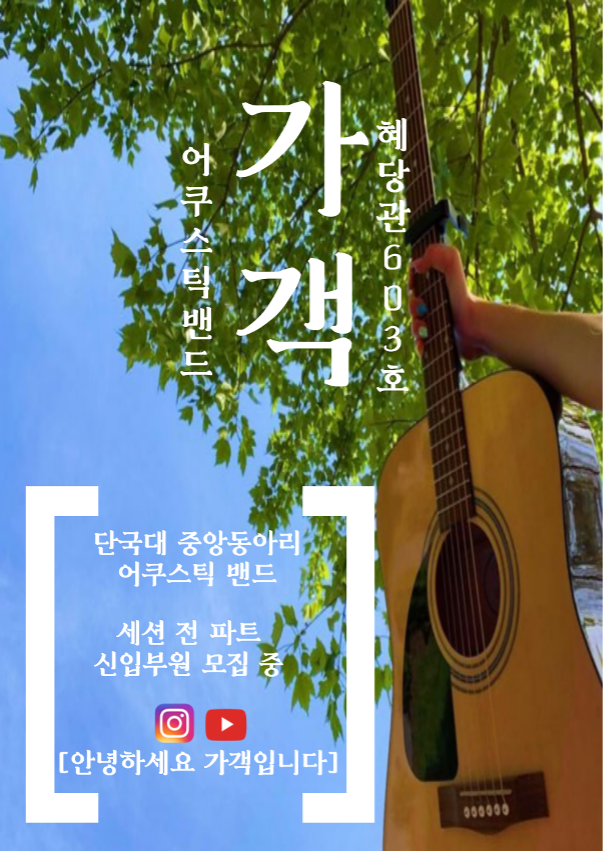 가객
어쿠스틱밴드
혜당관603호
단국대 중앙동아리
어쿠스틱 밴드
세션 전 파트
신입부원 모집 중
[안녕하세요 가객입니다]